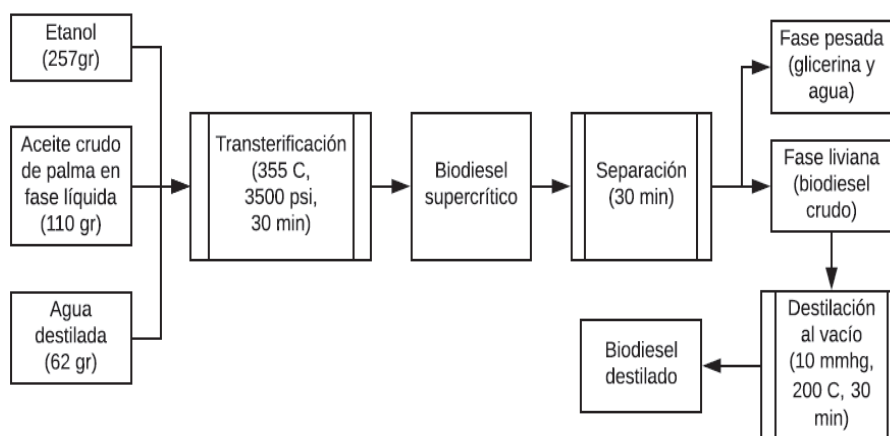 Etanol
(257gr)
Aceite crudo
de palma en
fase líquida
(110 gr)
Agua
destilada
(62 gr)
Transterificación
(355 C,
3500 psi,
30 min)
Biodiesel
supercrítico
Separación
(30 min)
Fase pesada
(glicerina y
agua)
Fase liviana
(biodiesel
crudo)
Destilación
al vacío
(10 mmhg,
200 C, 30
min)
Biodiesel
destilado